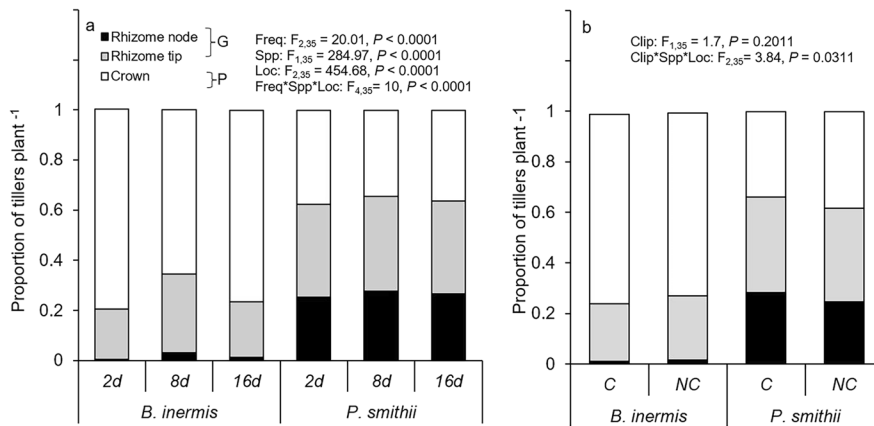 a
Rhizome node
Rhizome tip
G
Crown
P
Freq: F2,35 = 20.01, P < 0.0001
Spp: F1,35 = 284.97, P < 0.0001
Loc: F2,35 = 454.68, P < 0.0001
Freq*Spp*Loc: F4,35= 10, P < 0.0001
Proportion of tillers plant -1
1
0.8
0.6
0.4
0.2
0
2d 8d 16d 2d 8d 16d
B. inermis P. smithii
b
Clip: F1,35 = 1.7, P = 0.2011
Clip*Spp*Loc: F2,35= 3.84, P = 0.0311
Proportion of tillers plant -1
1
0.8
0.6
0.4
0.2
0
C NC C NC
B. inermis P. smithii